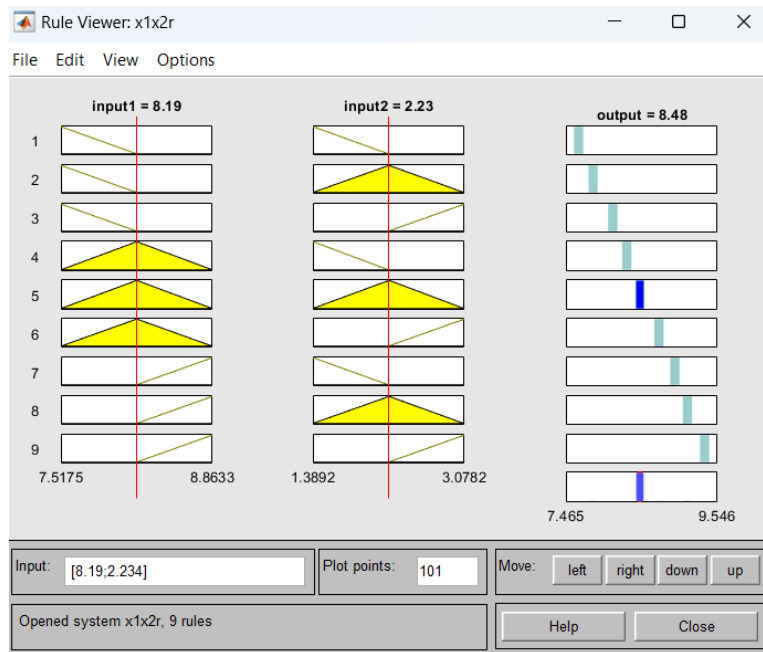 Rule Viewer: x1x2r
File Edit View Options
input1 = 8.19 input2 = 2.23 output = 8.48
1
2
3
4
5
6
7
8
9
7.5175 8.8633 1.3892 3.0782
7.465 9.546
Input: [8.19;2.234] Plot points: 101 Move: left right down up
Opened system x1x2r, 9 rules Help Close